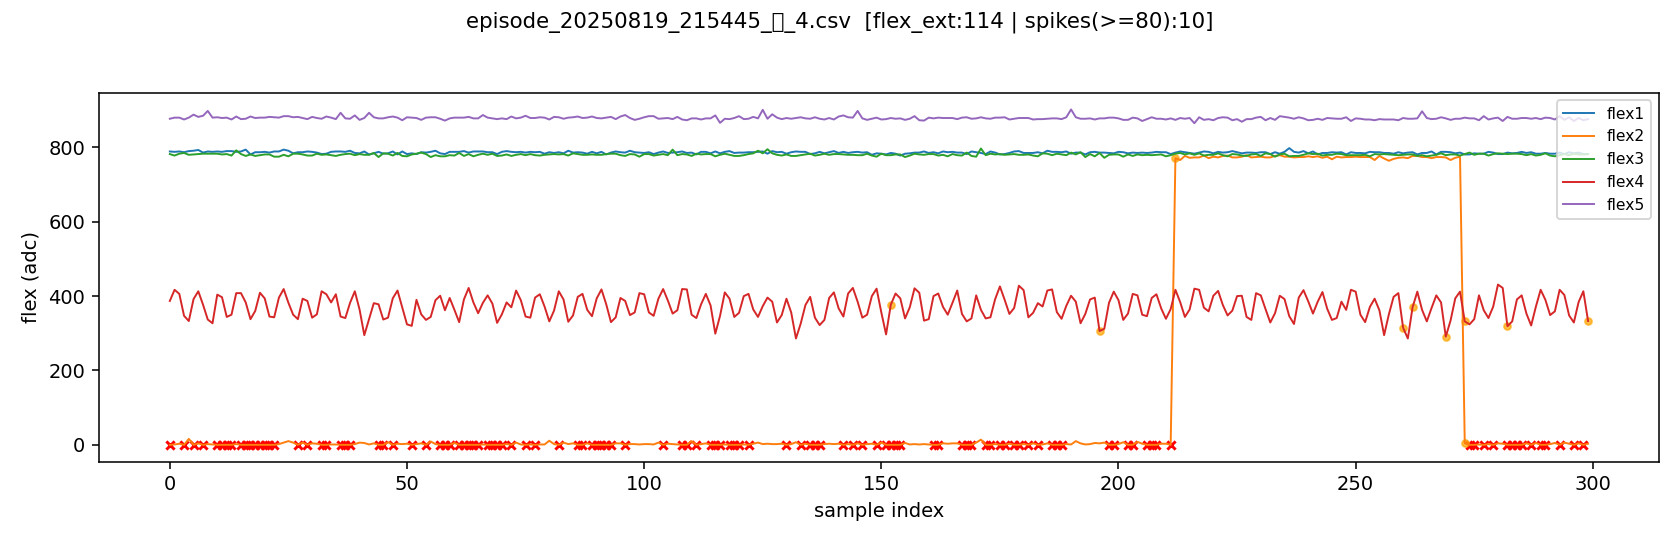 episode_20250819_215445_▯_4.csv [flex_ext:114 | spikes(>=80):10]
flex (adc)
800
600
400
200
0
flex1
flex2
flex3
flex4
flex5
0
50
100
150
200
250
300
sample index